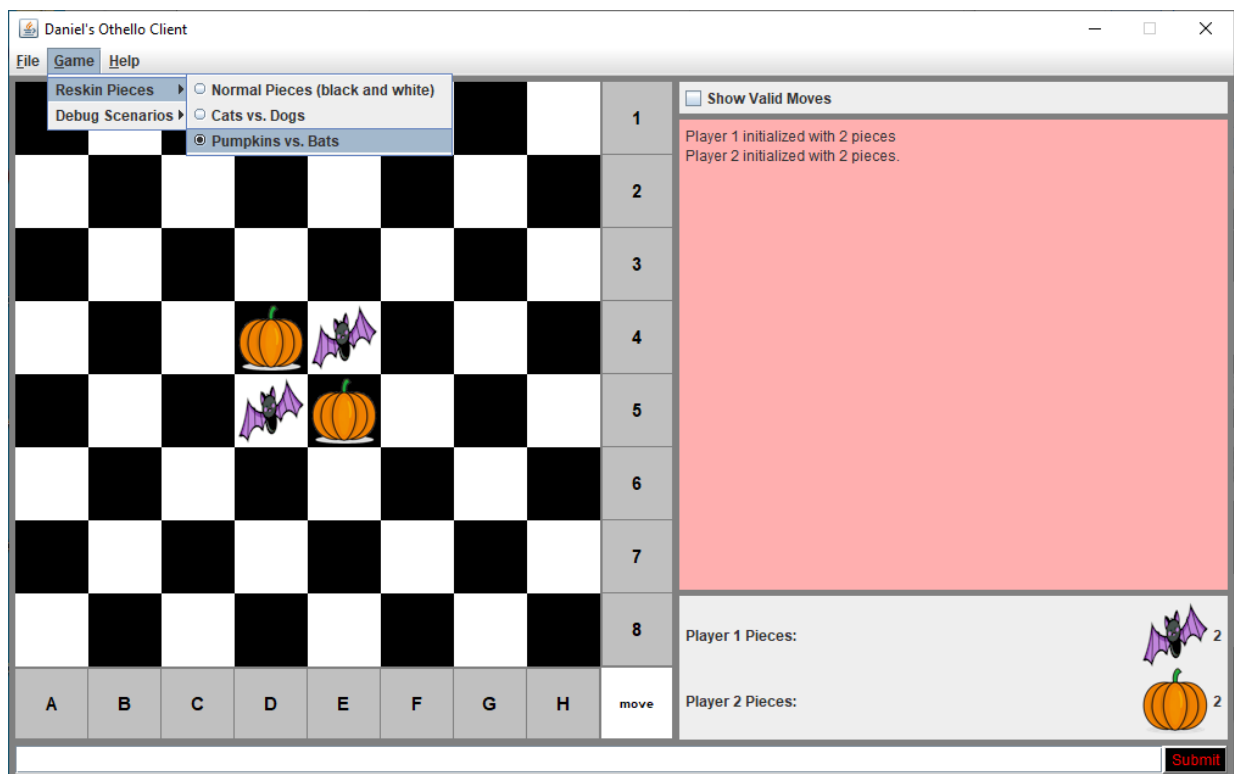 Daniel's Othello Client
File Game Help
Reskin Pieces
Debug Scenarios
Normal Pieces (black and white)
Cats vs. Dogs
Pumpkins vs. Bats
1
2
3
4
5
6
7
8
A B C D E F G H move
Show Valid Moves
Player 1 initialized with 2 pieces
Player 2 initialized with 2 pieces.
Player 1 Pieces: 2
Player 2 Pieces: 2
Submit